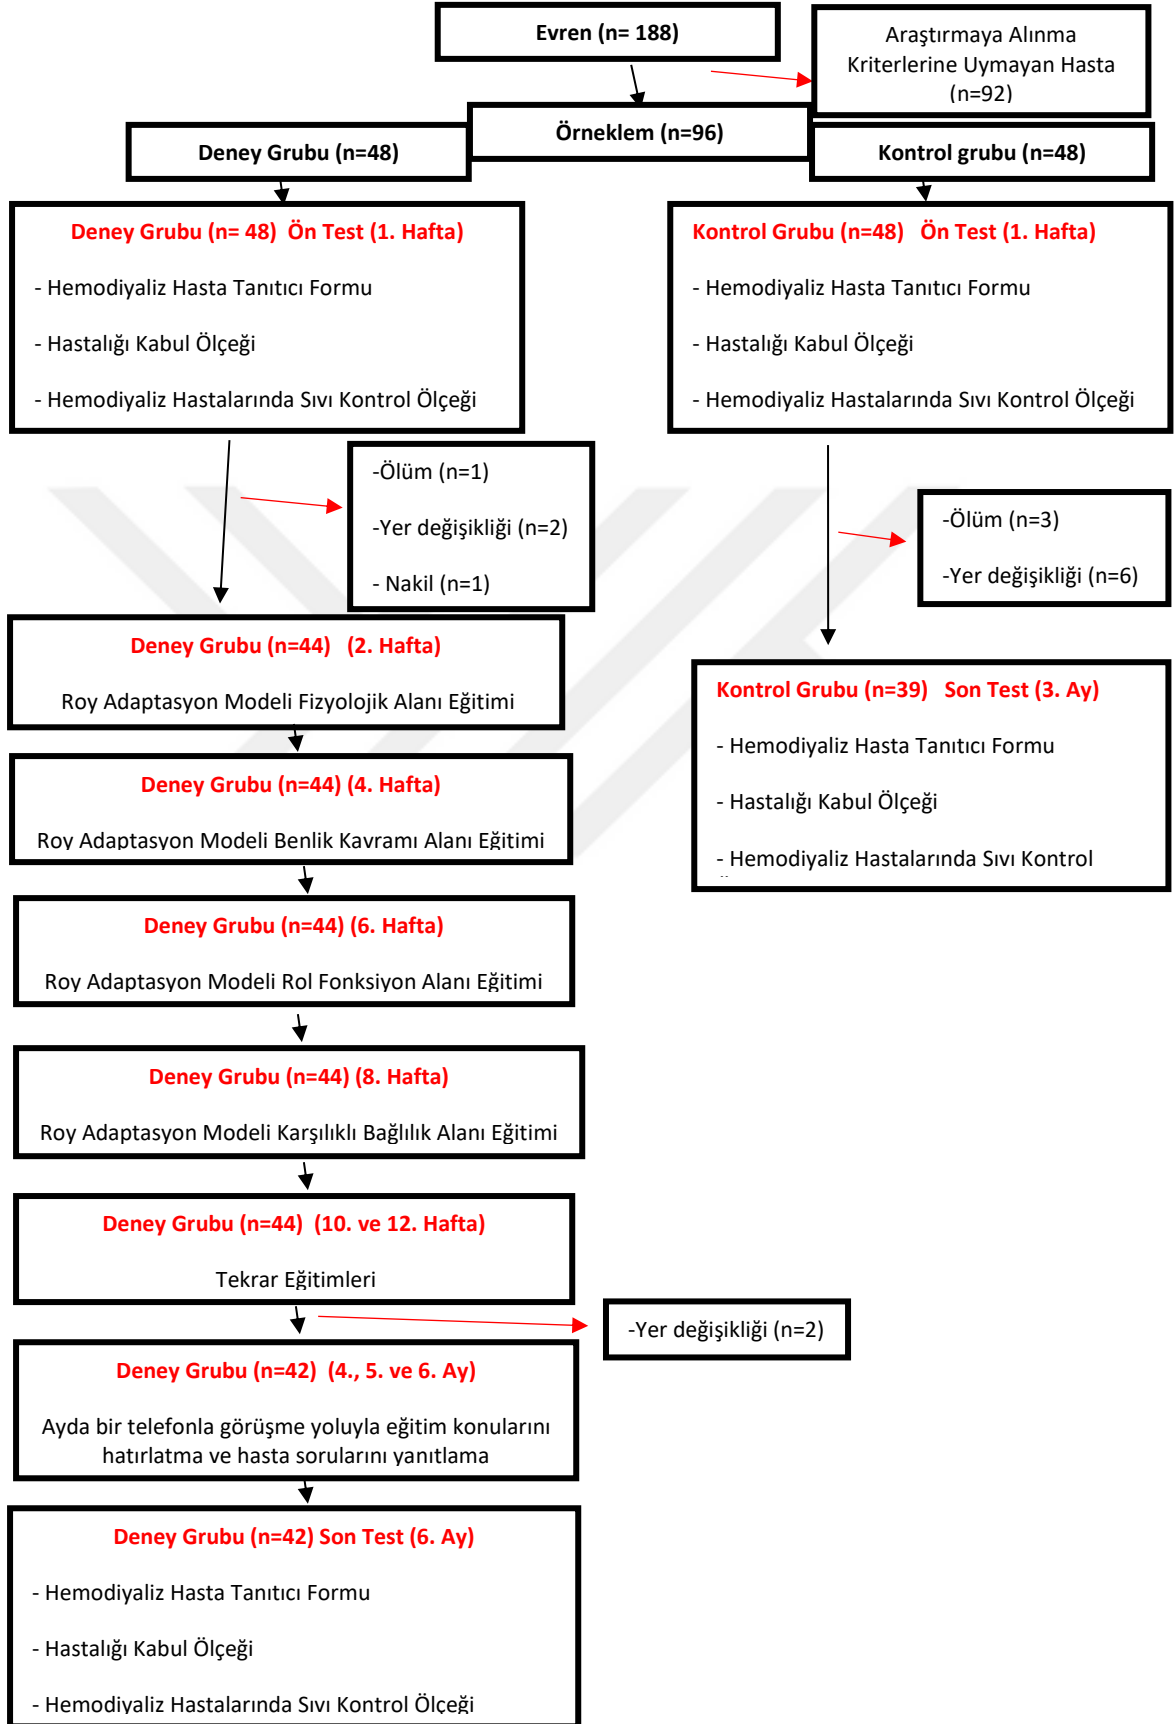 Evren (n= 188)
Araştırmaya Alınma
Kriterlerine Uymayan Hasta
(n=92)
Örneklem (n=96)
Deney Grubu (n=48)
Kontrol grubu (n=48)
Deney Grubu (n= 48) Ön Test (1. Hafta)
- Hemodiyaliz Hasta Tanıtıcı Formu
- Hastalığı Kabul Ölçeği
- Hemodiyaliz Hastalarında Sıvı Kontrol Ölçeği
Kontrol Grubu (n=48) Ön Test (1. Hafta)
- Hemodiyaliz Hasta Tanıtıcı Formu
- Hastalığı Kabul Ölçeği
- Hemodiyaliz Hastalarında Sıvı Kontrol Ölçeği
-Ölüm (n=1)
-Yer değişikliği (n=2)
- Nakil (n=1)
-Ölüm (n=3)
-Yer değişikliği (n=6)
Deney Grubu (n=44) (2. Hafta)
Roy Adaptasyon Modeli Fizyolojik Alanı Eğitimi
Kontrol Grubu (n=39) Son Test (3. Ay)
- Hemodiyaliz Hasta Tanıtıcı Formu
- Hastalığı Kabul Ölçeği
- Hemodiyaliz Hastalarında Sıvı Kontrol
Deney Grubu (n=44) (4. Hafta)
Roy Adaptasyon Modeli Benlik Kavramı Alanı Eğitimi
Deney Grubu (n=44) (6. Hafta)
Roy Adaptasyon Modeli Rol Fonksiyon Alanı Eğitimi
Deney Grubu (n=44) (8. Hafta)
Roy Adaptasyon Modeli Karşılıklı Bağlılık Alanı Eğitimi
Deney Grubu (n=44) (10. ve 12. Hafta)
Tekrar Eğitimleri
-Yer değişikliği (n=2)
Deney Grubu (n=42) (4., 5. ve 6. Ay)
Ayda bir telefonla görüşme yoluyla eğitim konularını
hatırlatma ve hasta sorularını yanıtlama
Deney Grubu (n=42) Son Test (6. Ay)
- Hemodiyaliz Hasta Tanıtıcı Formu
- Hastalığı Kabul Ölçeği
- Hemodiyaliz Hastalarında Sıvı Kontrol Ölçeği